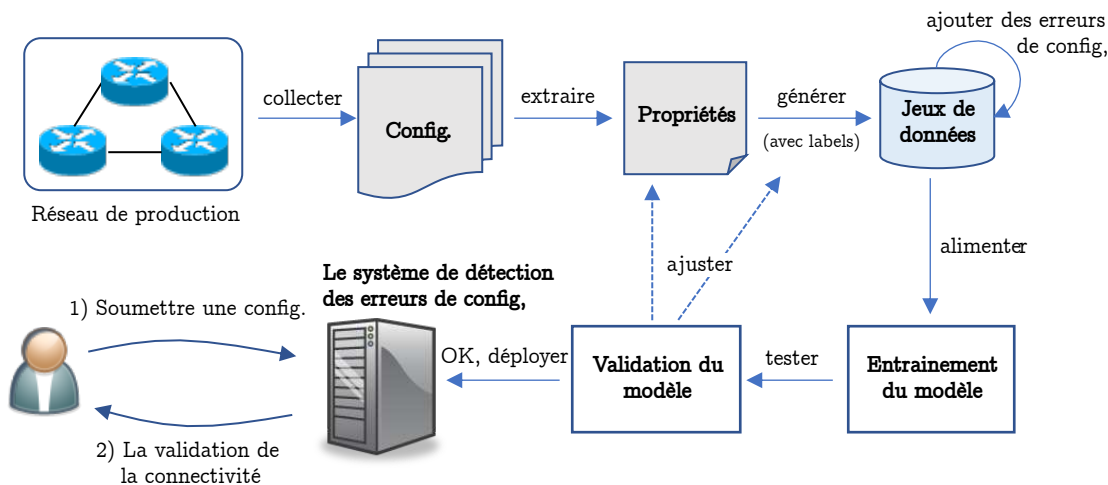 ajouter des erreurs
de config,
collecter
extraire
générer
(avec labels)
Config.
Propriétés
Jeux de
données
Réseau de production
ajuster
alimenter
Le système de détection
des erreurs de config,
1) Soumettre une config.
OK, déployer
Validation du
modèle
tester
Entrainement
du modèle
2) La validation de
la connectivité